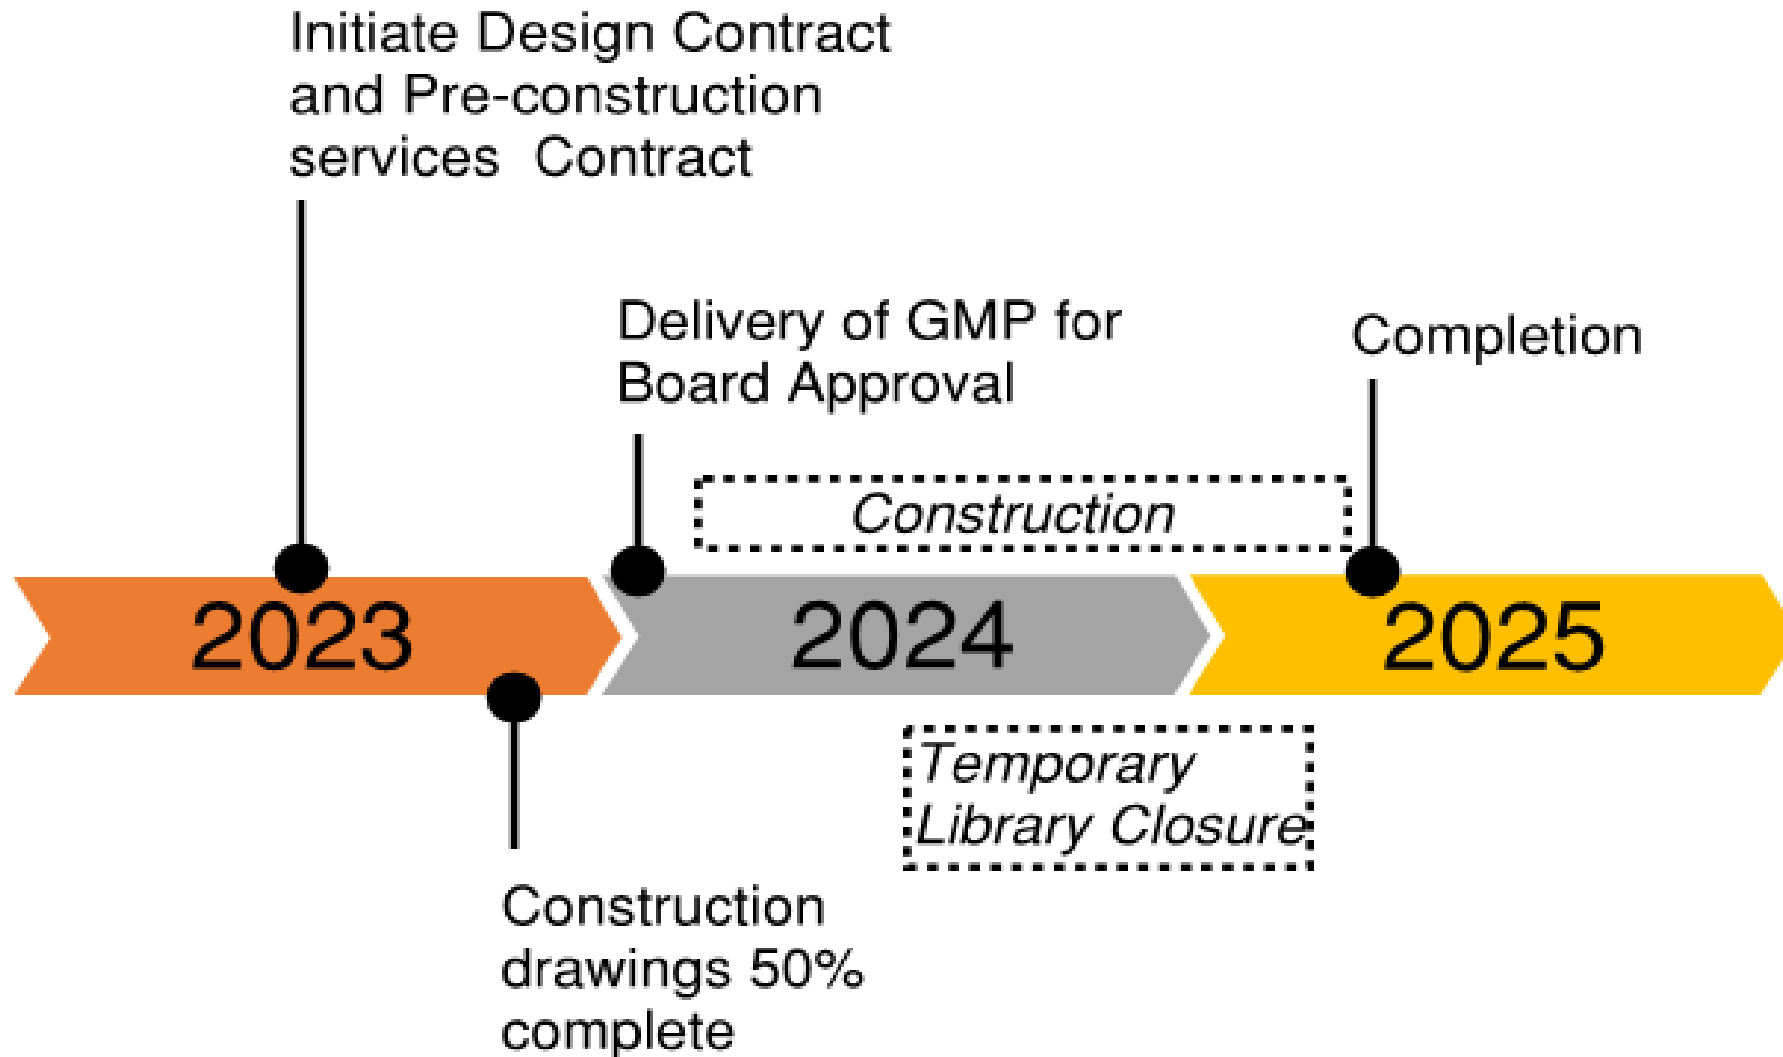 Initiate Design Contract
and Pre-construction
services  Contract
Delivery of GMP for
Board Approval
Completion
Construction
2023
2024
2025
Temporary
Library Closure
Construction
drawings 50%
complete